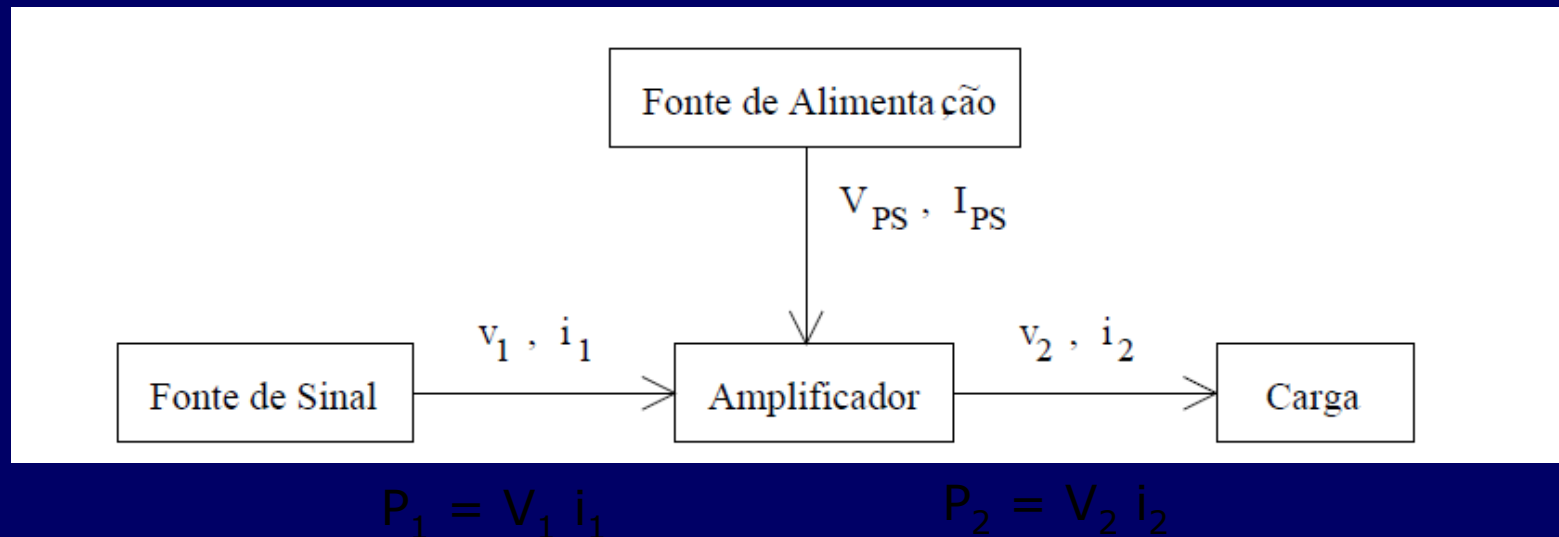 Fonte de Alimentação
V_PS , I_PS
v_1 , i_1
v_2 , i_2
Fonte de Sinal
Amplificador
Carga
P_1 = V_1 i_1
P_2 = V_2 i_2